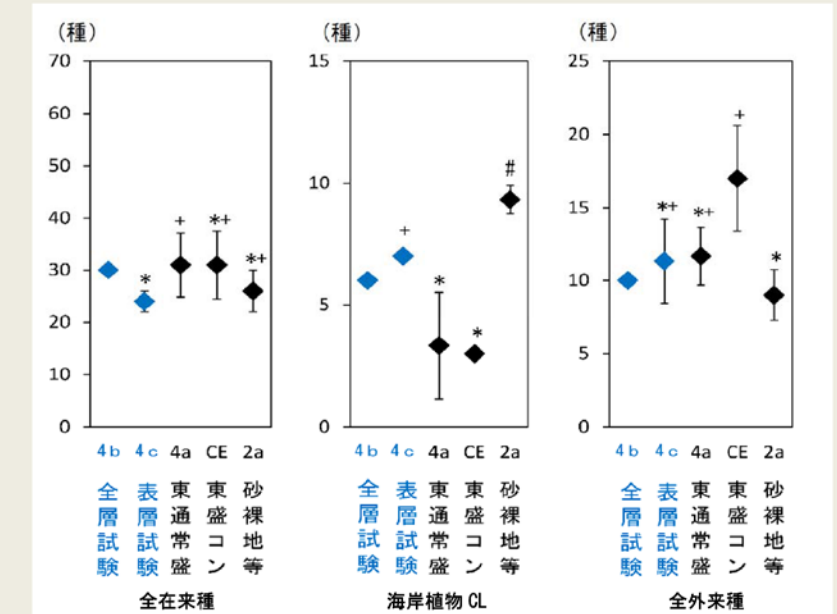 (種)
70
60
50
40
30
20
10
0
*
+
*+
*+
4b 4c 4a CE 2a
全層試験
表層試験
東通常盛
東盛コン
砂裸地等
全在来種
(種)
15
10
5
0
+
*
*
#
4b 4c 4a CE 2a
全層試験
表層試験
東通常盛
東盛コン
砂裸地等
海岸植物 CL
(種)
25
20
15
10
5
0
*+
*+
+
*
4b 4c 4a CE 2a
全層試験
表層試験
東通常盛
東盛コン
砂裸地等
全外来種